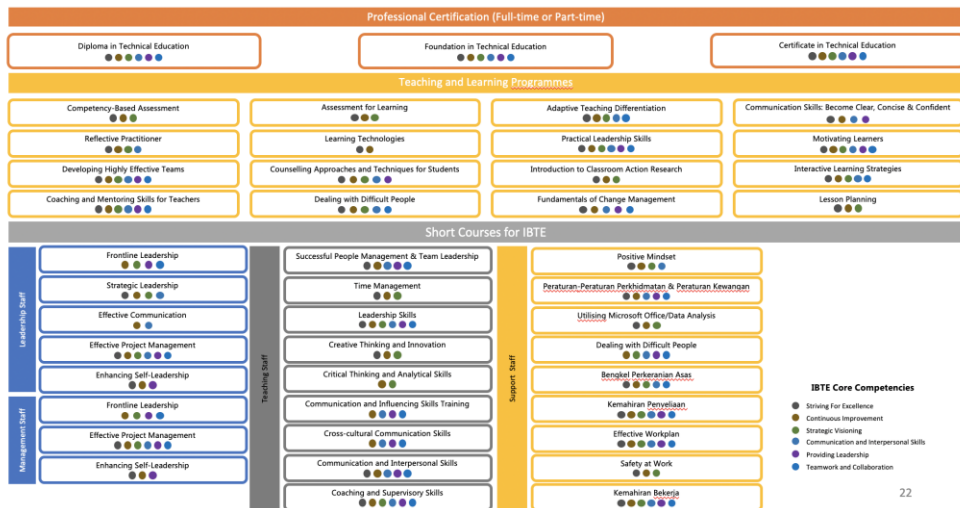 Professional Certification (Full-time or Part-time)
Diploma in Technical Education
Foundation in Technical Education
Certificate in Technical Education
Teaching and Learning Programmes
Competency-Based Assessment
Assessment for Learning
Adaptive Teaching Differentiation
Communication Skills: Become Clear, Concise & Confident
Reflective Practitioner
Learning Technologies
Practical Leadership Skills
Motivating Learners
Developing Highly Effective Teams
Counselling Approaches and Techniques for Students
Introduction to Classroom Action Research
Interactive Learning Strategies
Coaching and Mentoring Skills for Teachers
Dealing with Difficult People
Fundamentals of Change Management
Lesson Planning
Short Courses for IBTE
Leadership Staff
Frontline Leadership
Strategic Leadership
Effective Communication
Effective Project Management
Enhancing Self-Leadership
Management Staff
Frontline Leadership
Effective Project Management
Enhancing Self-Leadership
Teaching Staff
Successful People Management & Team Leadership
Time Management
Leadership Skills
Creative Thinking and Innovation
Critical Thinking and Analytical Skills
Communication and Influencing Skills Training
Cross-cultural Communication Skills
Communication and Interpersonal Skills
Coaching and Supervisory Skills
Support Staff
Positive Mindset
Peraturan-Peraturan Perkhidmatan & Peraturan Kewangan
Utilising Microsoft Office/Data Analysis
Dealing with Difficult People
Bengkel Perkeranian Asas
Kemahiran Penyeliaan
Effective Workplan
Safety at Work
Kemahiran Bekerja
IBTE Core Competencies
Striving For Excellence
Continuous Improvement
Strategic Visioning
Communication and Interpersonal Skills
Providing Leadership
Teamwork and Collaboration
22